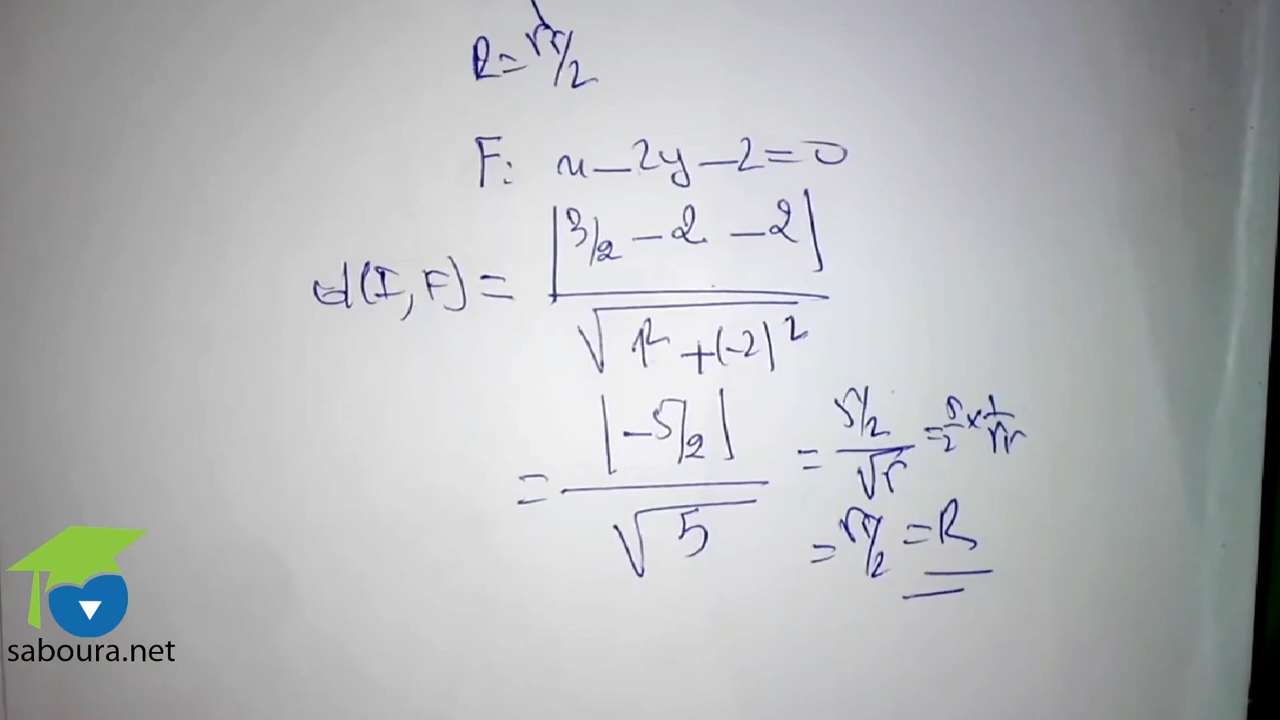 R = √5/2
F: x - 2y - 2 = 0
d(I, F) = |3/2 - 2 - 2| / √(1² + (-2)²)
= |-5/2| / √5 = (5/2) / √5 = 5/2 × 1/√5
= √5/2 = R
saboura.net